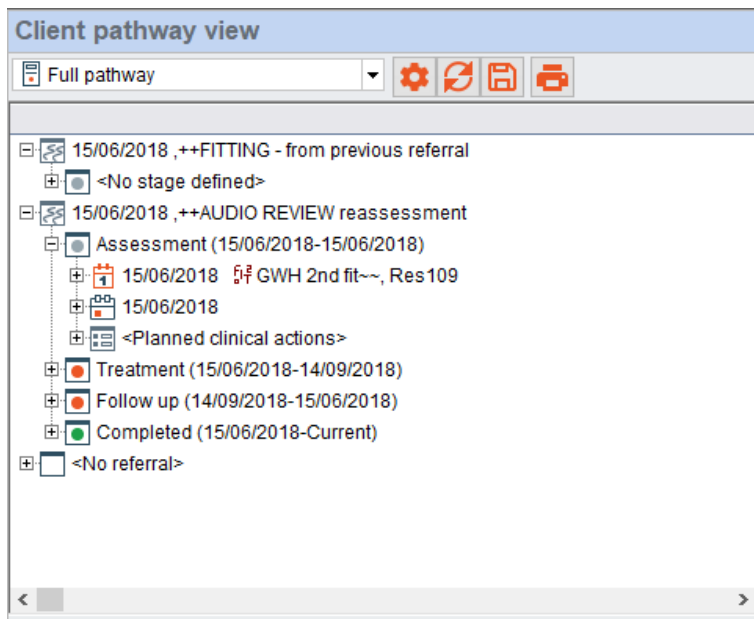 Client pathway view
Full pathway
15/06/2018 ,++FITTING - from previous referral
<No stage defined>
15/06/2018 ,++AUDIO REVIEW reassessment
Assessment (15/06/2018-15/06/2018)
15/06/2018 GWH 2nd fit~~, Res109
15/06/2018
<Planned clinical actions>
Treatment (15/06/2018-14/09/2018)
Follow up (14/09/2018-15/06/2018)
Completed (15/06/2018-Current)
<No referral>